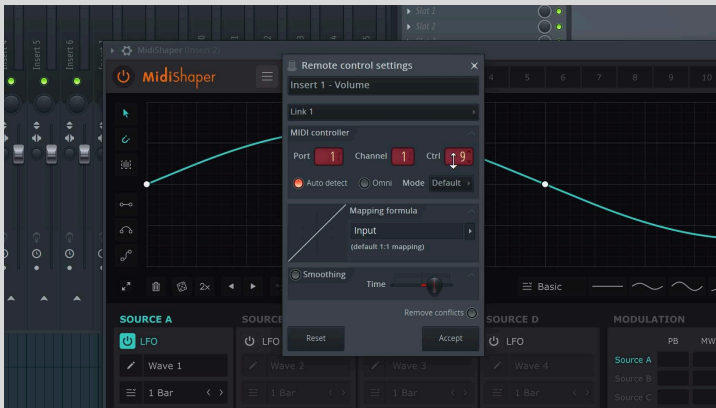 Slot 1
Slot 2
Insert 5
Insert 6
MidiShaper (Insert 2)
MidiShaper
4 5 6 7 8 9 10
Remote control settings
Insert 1 - Volume
Link 1
MIDI controller
Port 1 Channel 1 Ctrl 9
Auto detect Omni Mode Default
Mapping formula
Input
(default 1:1 mapping)
Smoothing
Time
Remove conflicts
Reset Accept
2x
Basic
SOURCE A SOURCE SOURCE D MODULATION
LFO LFO LFO PB MW
Wave 1 Wave 2 Wave 3 Wave 4 Source A
1 Bar 1 Bar 1 Bar 1 Bar Source B
Source C